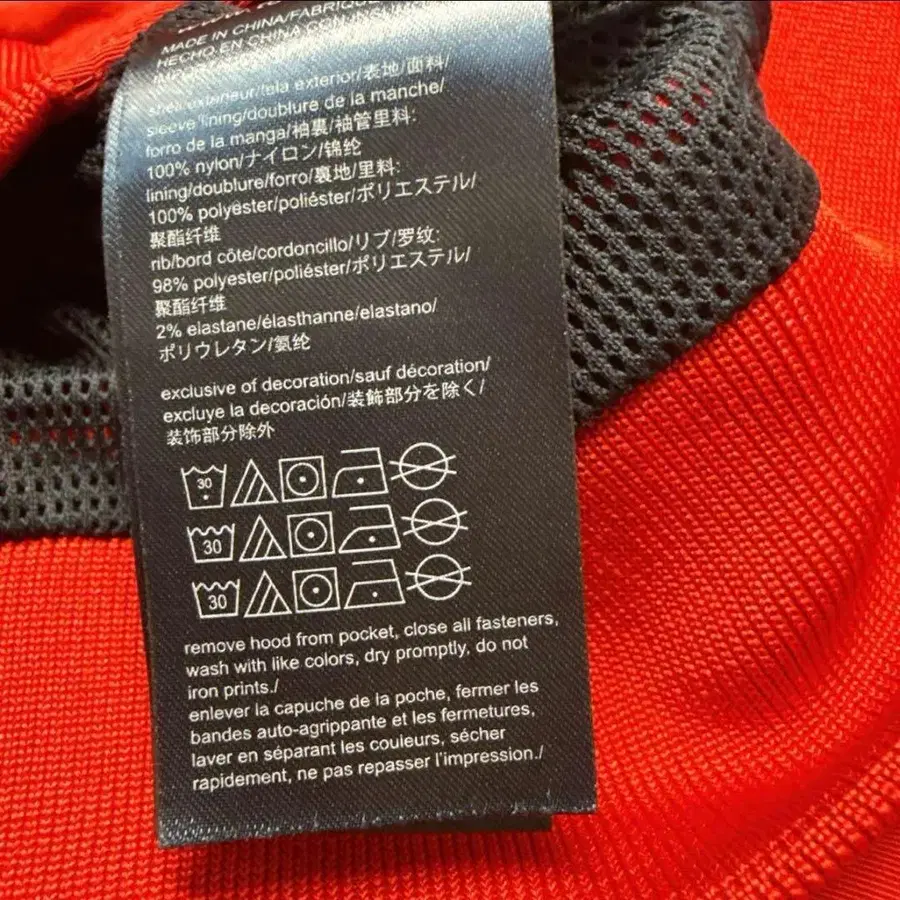 MADE IN CHINA/FABRIQUÉ
HECHO EN CHINA CON INSUMO
shell/extérieur/tela exterior/表地/面料/
sleeve lining/doublure de la manche/
forro de la manga/袖裏/袖管里料:
100% nylon/ナイロン/锦纶
lining/doublure/forro/裏地/里料:
100% polyester/poliéster/ポリエステル/
聚酯纤维
rib/bord côte/cordoncillo/リブ/罗纹:
98% polyester/poliéster/ポリエステル/
聚酯纤维
2% elastane/élasthanne/elastano/
ポリウレタン/氨纶
exclusive of decoration/sauf décoration/
excluye la decoración/装飾部分を除く/
装饰部分除外
30
30
30
remove hood from pocket, close all fasteners,
wash with like colors, dry promptly, do not
iron prints./
enlever la capuche de la poche, fermer les
bandes auto-agrippante et les fermetures,
laver en séparant les couleurs, sécher
rapidement, ne pas repasser l'impression./